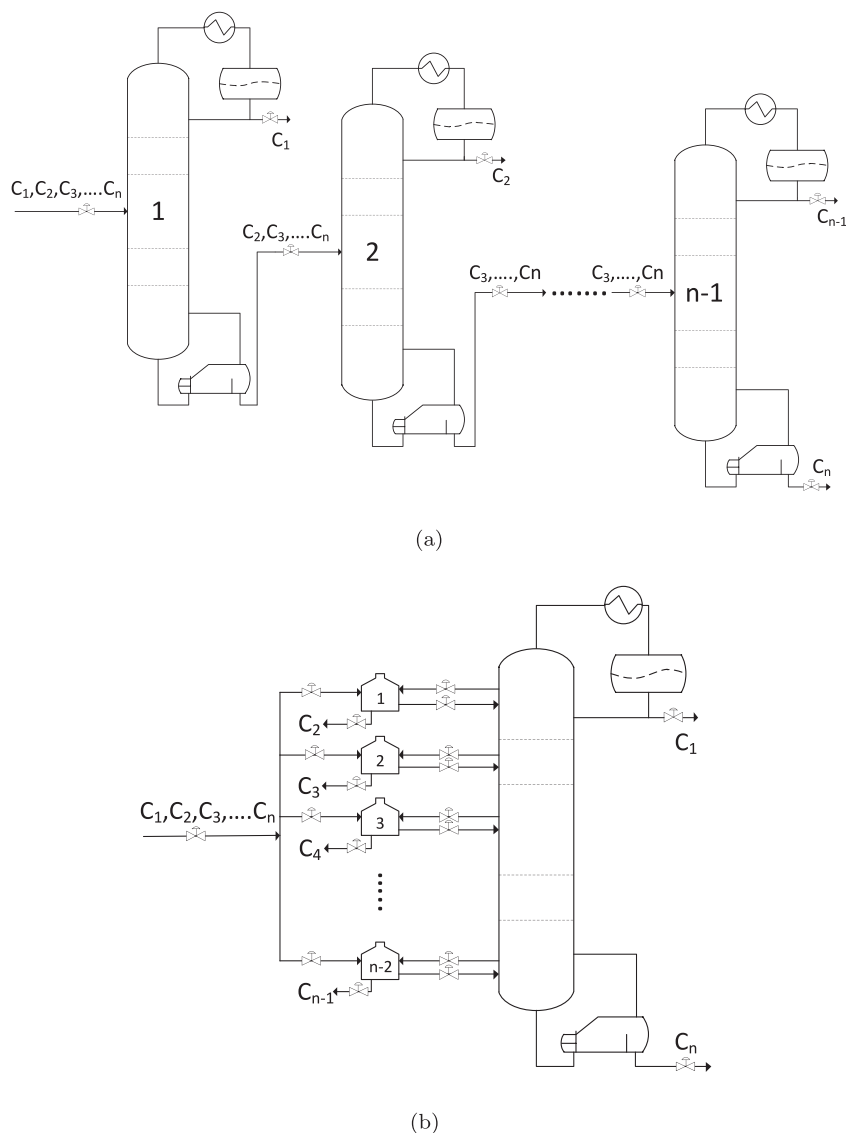 C₁
C₁,C₂,C₃,....Cₙ
1
C₂
C₂,C₃,....Cₙ
2
C₃,....,Cn
C₃,....,Cn
Cₙ₋₁
n-1
Cₙ
(a)
1
C₂
C₁
2
C₃
3
C₁,C₂,C₃,....Cₙ
C₄
n-2
Cₙ₋₁
Cₙ
(b)